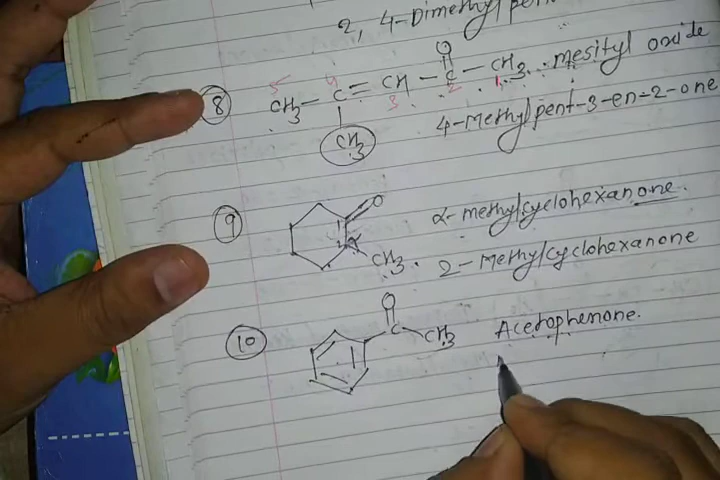 2, 4-Dimethylpen
8
5 4
O
CH3 – C = CH – C – CH3 : mesityl oxide
3 2 1
CH3
4-methylpent-3-en-2-one
9
O
α
CH3
α-methylcyclohexanone.
2-methylcyclohexanone
10
O
C CH3
Acetophenone.